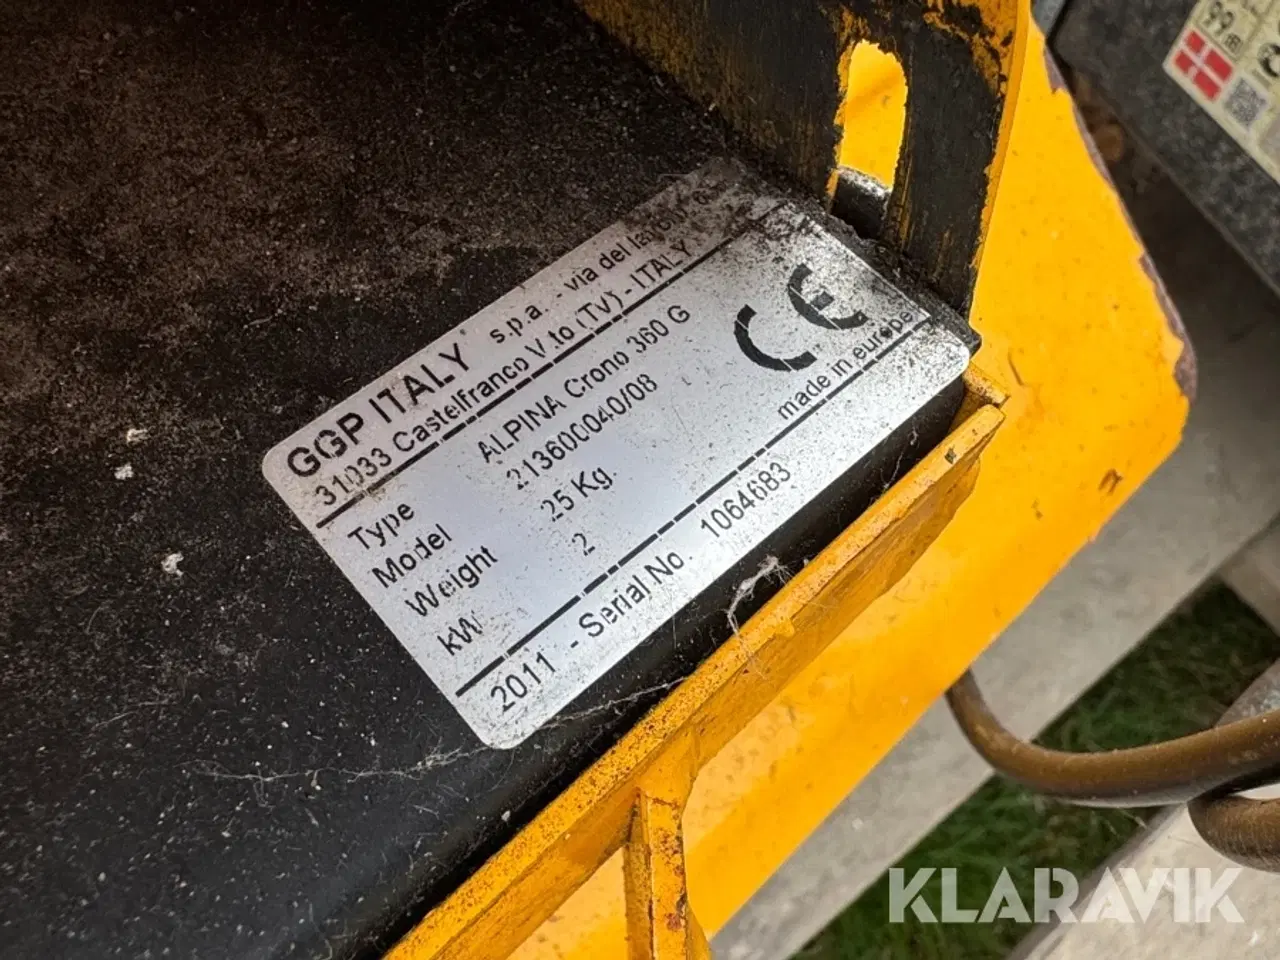 GGP ITALY s.p.a. - via del lavoro
31033 Castelfranco V.to (TV) - ITALY
Type ALPINA Crono 360 G
Model 213600040/08
Weight 25 Kg.
kW 2
CE
made in europe
2011 - Serial No. 1064683
99
KLARAVIK